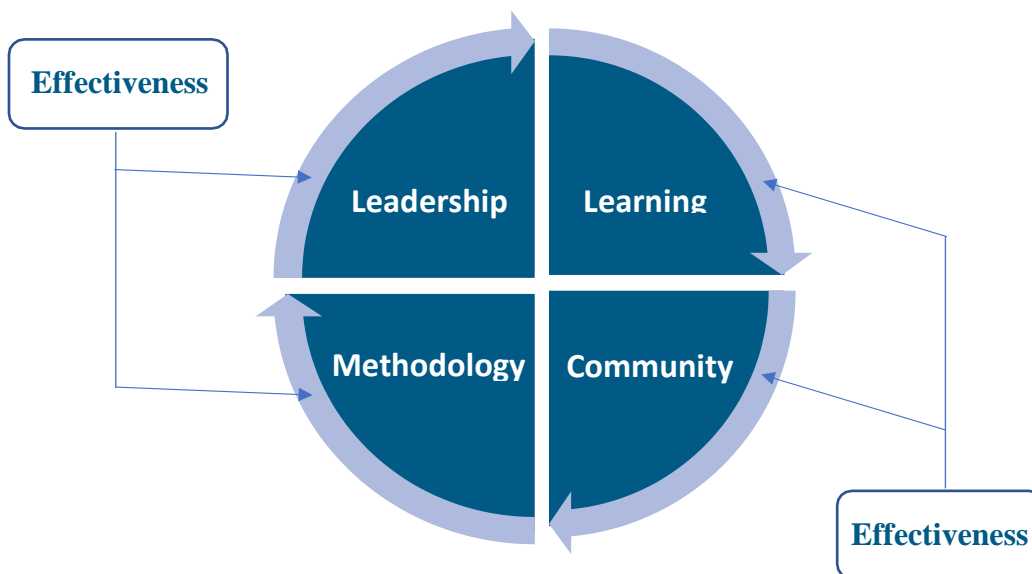 Effectiveness
Leadership
Learning
Methodology
Community
Effectiveness